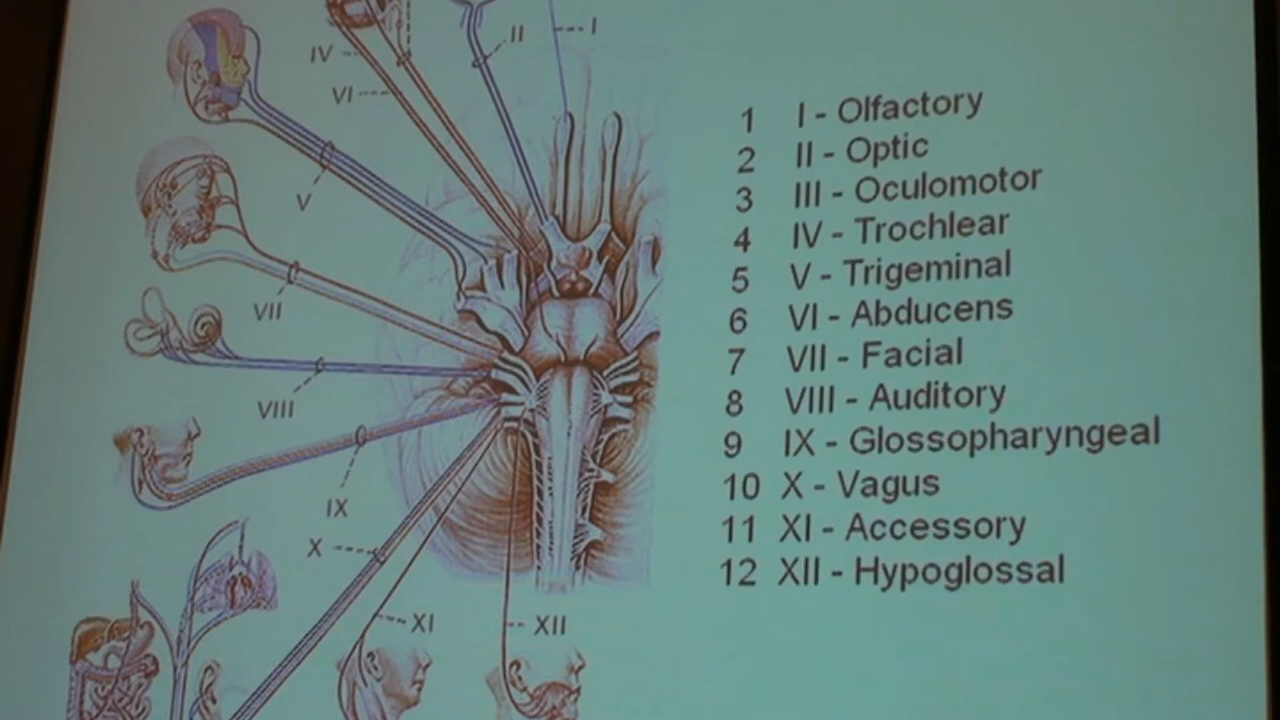 I
II
IV
VI
V
VII
VIII
IX
X
XI
XII
1 I - Olfactory
2 II - Optic
3 III - Oculomotor
4 IV - Trochlear
5 V - Trigeminal
6 VI - Abducens
7 VII - Facial
8 VIII - Auditory
9 IX - Glossopharyngeal
10 X - Vagus
11 XI - Accessory
12 XII - Hypoglossal